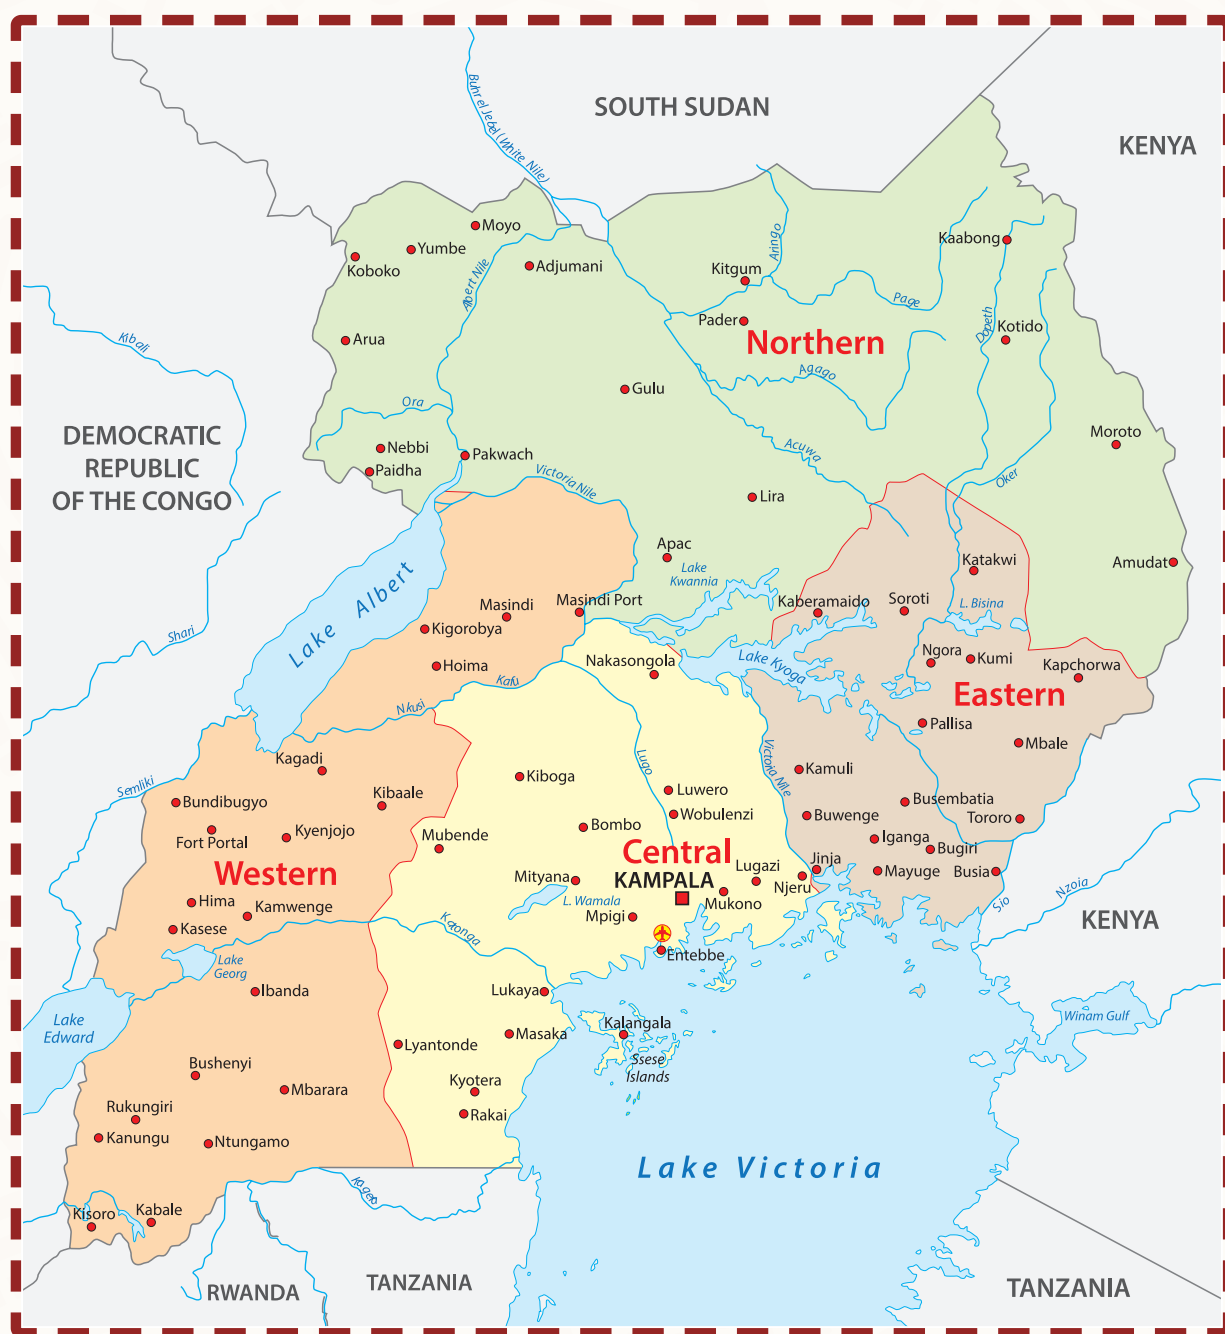 SOUTH SUDAN
KENYA
Buhr el Jebel (White Nile)
Moyo
Yumbe
Koboko
Adjumani
Albert Nile
Aringo
Kaabong
Kitgum
Page
Pader
Northern
Dopeth
Kotido
Kibali
Arua
Gulu
Agago
Ora
DEMOCRATIC
REPUBLIC
OF THE CONGO
Nebbi
Paidha
Pakwach
Victoria Nile
Acuwa
Moroto
Oker
Lira
Apac
Lake
Kwannia
Katakwi
Amudat
Lake Albert
Masindi
Masindi Port
Kaberamaido
Soroti
L. Bisina
Shari
Kigorobya
Hoima
Nakasongola
Lake Kyoga
Ngora
Kumi
Kapchorwa
Kafu
Nkusi
Eastern
Pallisa
Mbale
Kagadi
Kiboga
Lugo
Victoria Nile
Kamuli
Semliki
Bundibugyo
Kibaale
Luwero
Wobulenzi
Busembatia
Buwenge
Tororo
Fort Portal
Kyenjojo
Mubende
Bombo
Iganga
Bugiri
Western
Central
Lugazi
Jinja
Mayuge
Busia
KAMPALA
Mityana
Njeru
Mukono
L. Wamala
Nzoia
Sio
Hima
Kamwenge
Mpigi
KENYA
Kasese
Katonga
Entebbe
Lake
Georg
Ibanda
Lukaya
Lake
Edward
Kalangala
Winam Gulf
Lyantonde
Masaka
Ssese
Islands
Bushenyi
Mbarara
Kyotera
Rukungiri
Rakai
Kanungu
Ntungamo
Lake Victoria
Kagera
Kisoro
Kabale
RWANDA
TANZANIA
TANZANIA